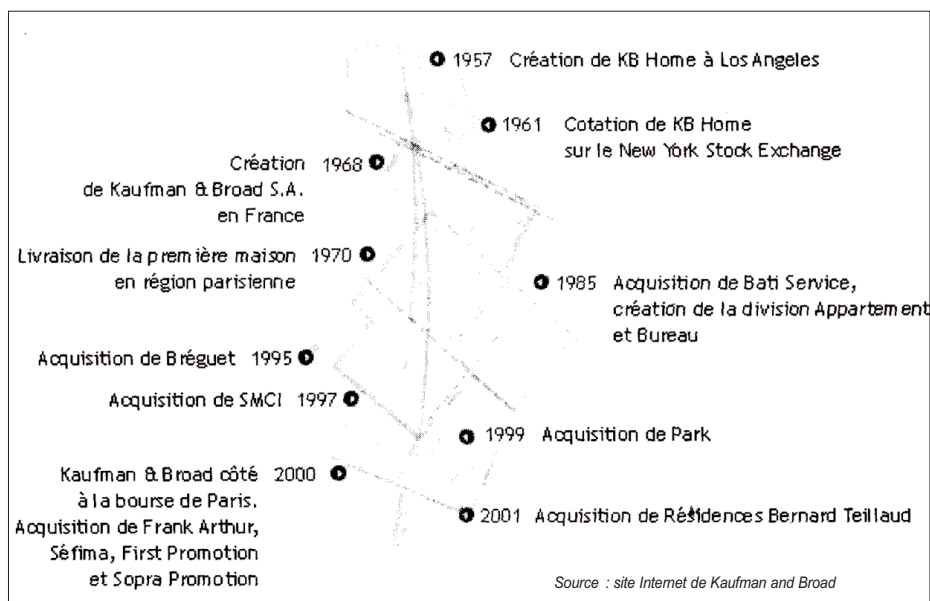 1957 Création de KB Home à Los Angeles
1961 Cotation de KB Home
sur le New York Stock Exchange
Création 1968
de Kaufman & Broad S.A.
en France
Livraison de la première maison 1970
en région parisienne
1985 Acquisition de Bati Service,
création de la division Appartement
et Bureau
Acquisition de Bréguet 1995
Acquisition de SMCI 1997
1999 Acquisition de Park
Kaufman & Broad côté 2000
à la bourse de Paris.
Acquisition de Frank Arthur,
Séfima, First Promotion
et Sopra Promotion
2001 Acquisition de Résidences Bernard Teillaud
Source : site Internet de Kaufman and Broad